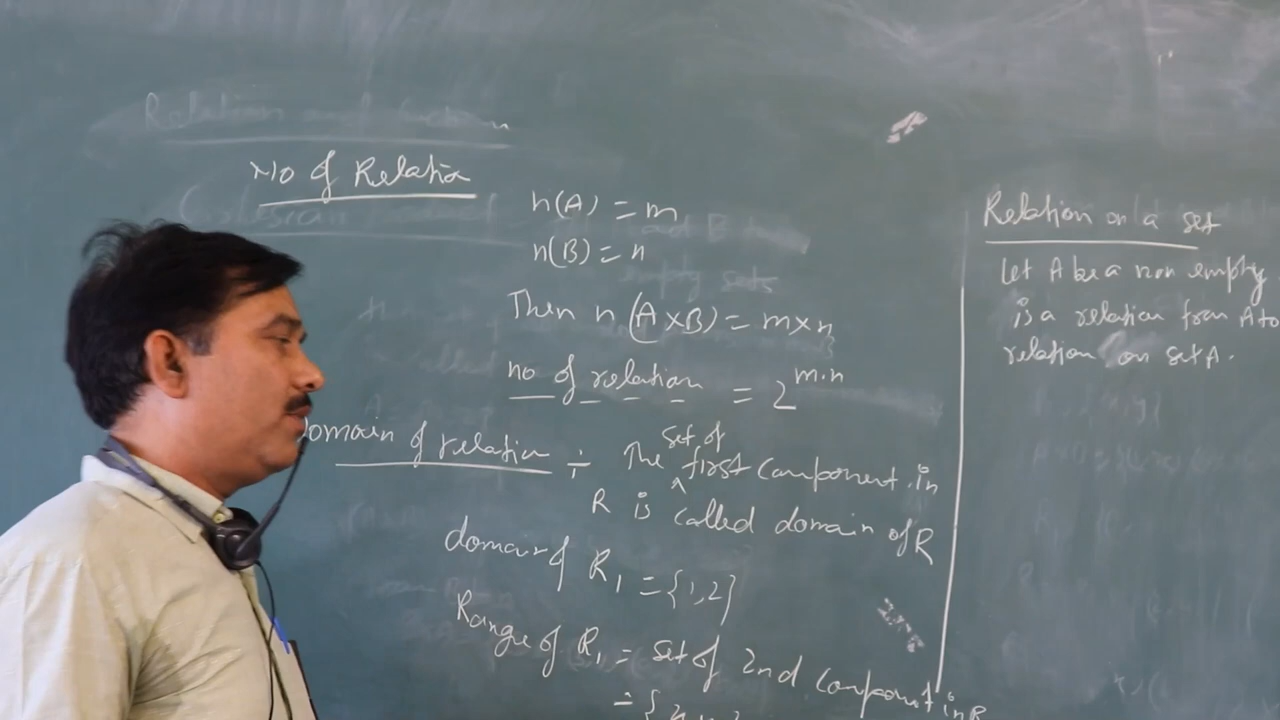 Relation
No of Relation
n(A) = m
n(B) = n
Then n (A×B) = m×n
no of relation = 2^m.n
Domain of relation ÷ The set of first component in
R is called domain of R
domain of R1 = {1,2}
Range of R1 = set of 2nd component in R
Relation on a set
Let A be a non empty
is a relation from A to
relation on set A.